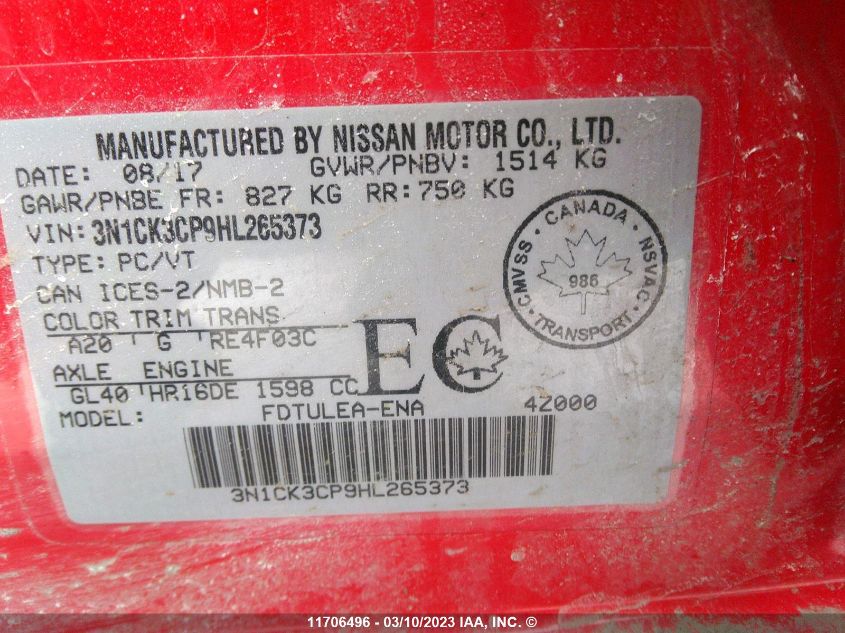 MANUFACTURED BY NISSAN MOTOR CO., LTD.
DATE: 08/17 GVWR/PNBV: 1514 KG
GAWR/PNBE FR: 827 KG RR: 750 KG
VIN: 3N1CK3CP9HL265373
TYPE: PC/VT
CAN ICES-2/NMB-2
COLOR TRIM TRANS
A20 G RE4F03C
AXLE ENGINE
GL40 HR16DE 1598 CC
EC
CMVSS • CANADA • NSVAC • TRANSPORT •
986
MODEL: FDTULEA-ENA 4Z000
3N1CK3CP9HL265373
11706496 - 03/10/2023 IAA, INC. ©